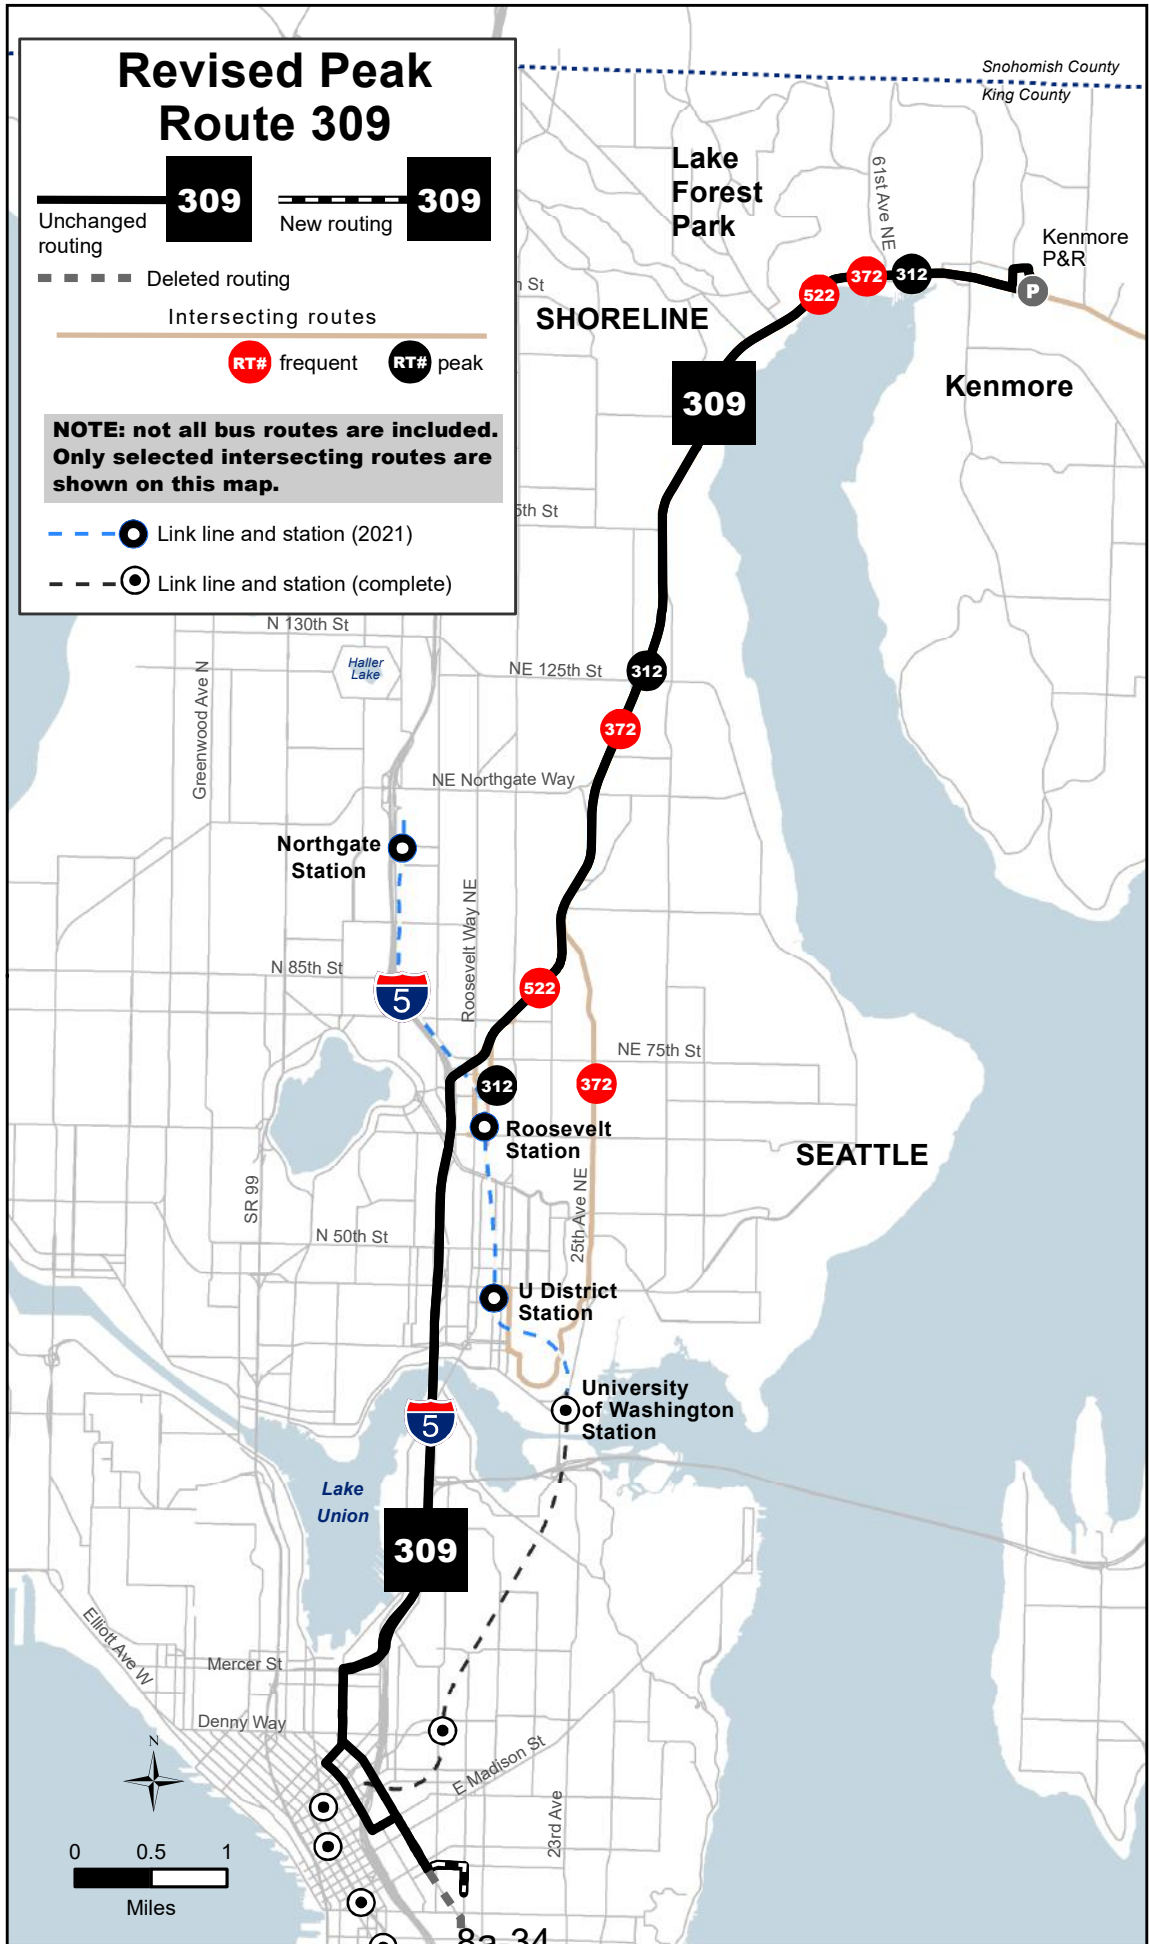 Revised Peak
Route 309
309
309
Unchanged
routing
New routing
Deleted routing
Intersecting routes
RT# frequent
RT# peak
NOTE: not all bus routes are included.
Only selected intersecting routes are
shown on this map.
Link line and station (2021)
Link line and station (complete)
Snohomish County
King County
Lake
Forest
Park
61st Ave NE
Kenmore
P&R
P
312
372
522
h St
SHORELINE
Kenmore
309
5th St
N 130th St
Haller
Lake
NE 125th St
312
Greenwood Ave N
372
NE Northgate Way
Northgate
Station
Roosevelt Way NE
N 85th St
5
522
NE 75th St
312
372
Roosevelt
Station
SEATTLE
SR 99
25th Ave NE
N 50th St
U District
Station
University
of Washington
Station
5
Lake
Union
309
Elliott Ave W
Mercer St
Denny Way
N
E Madison St
23rd Ave
0 0.5 1
Miles